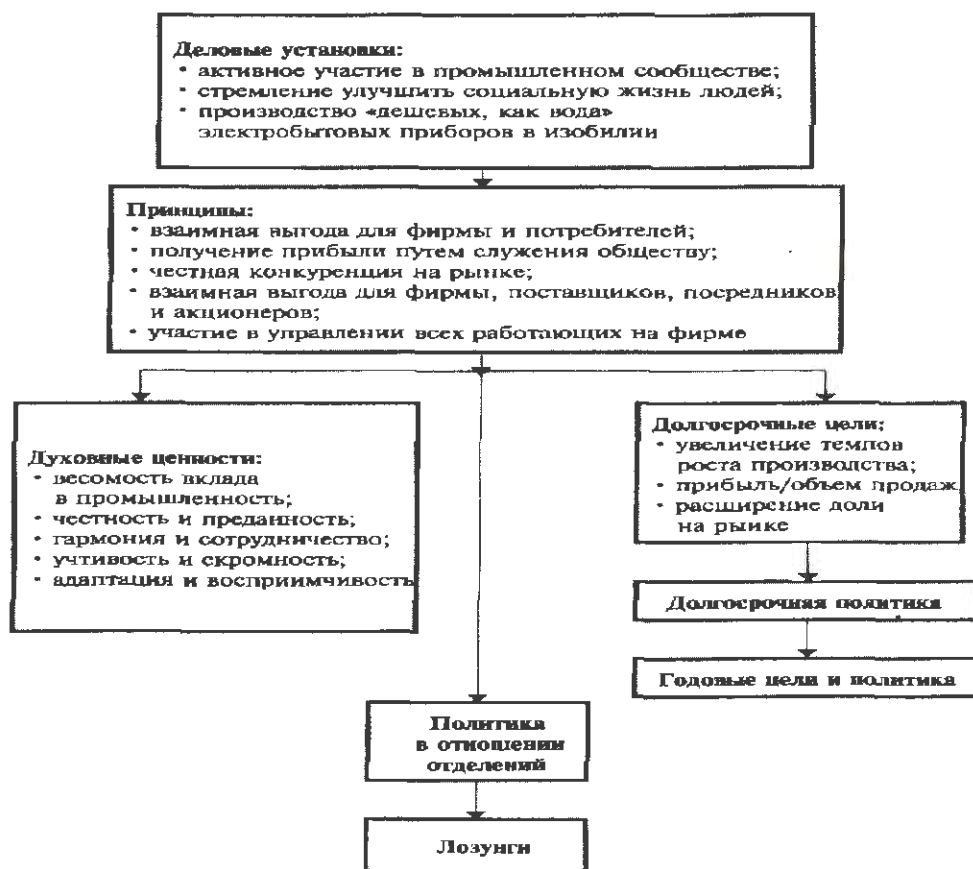 Деловые установки:
• активное участие в промышленном сообществе;
• стремление улучшить социальную жизнь людей;
• производство «дешевых, как вода»
электробытовых приборов в изобилии
Принципы:
• взаимная выгода для фирмы и потребителей;
• получение прибыли путем служения обществу;
• честная конкуренция на рынке;
• взаимная выгода для фирмы, поставщиков, посредников
и акционеров;
• участие в управлении всех работающих на фирме
Духовные ценности:
• весомость вклада
в промышленность;
• честность и преданность;
• гармония и сотрудничество;
• учтивость и скромность;
• адаптация и восприимчивость
Долгосрочные цели:
• увеличение темпов
роста производства;
• прибыль/объем продаж
• расширение доли
на рынке
Долгосрочная политика
Годовые цели и политика
Политика
в отношении
отделений
Лозунги